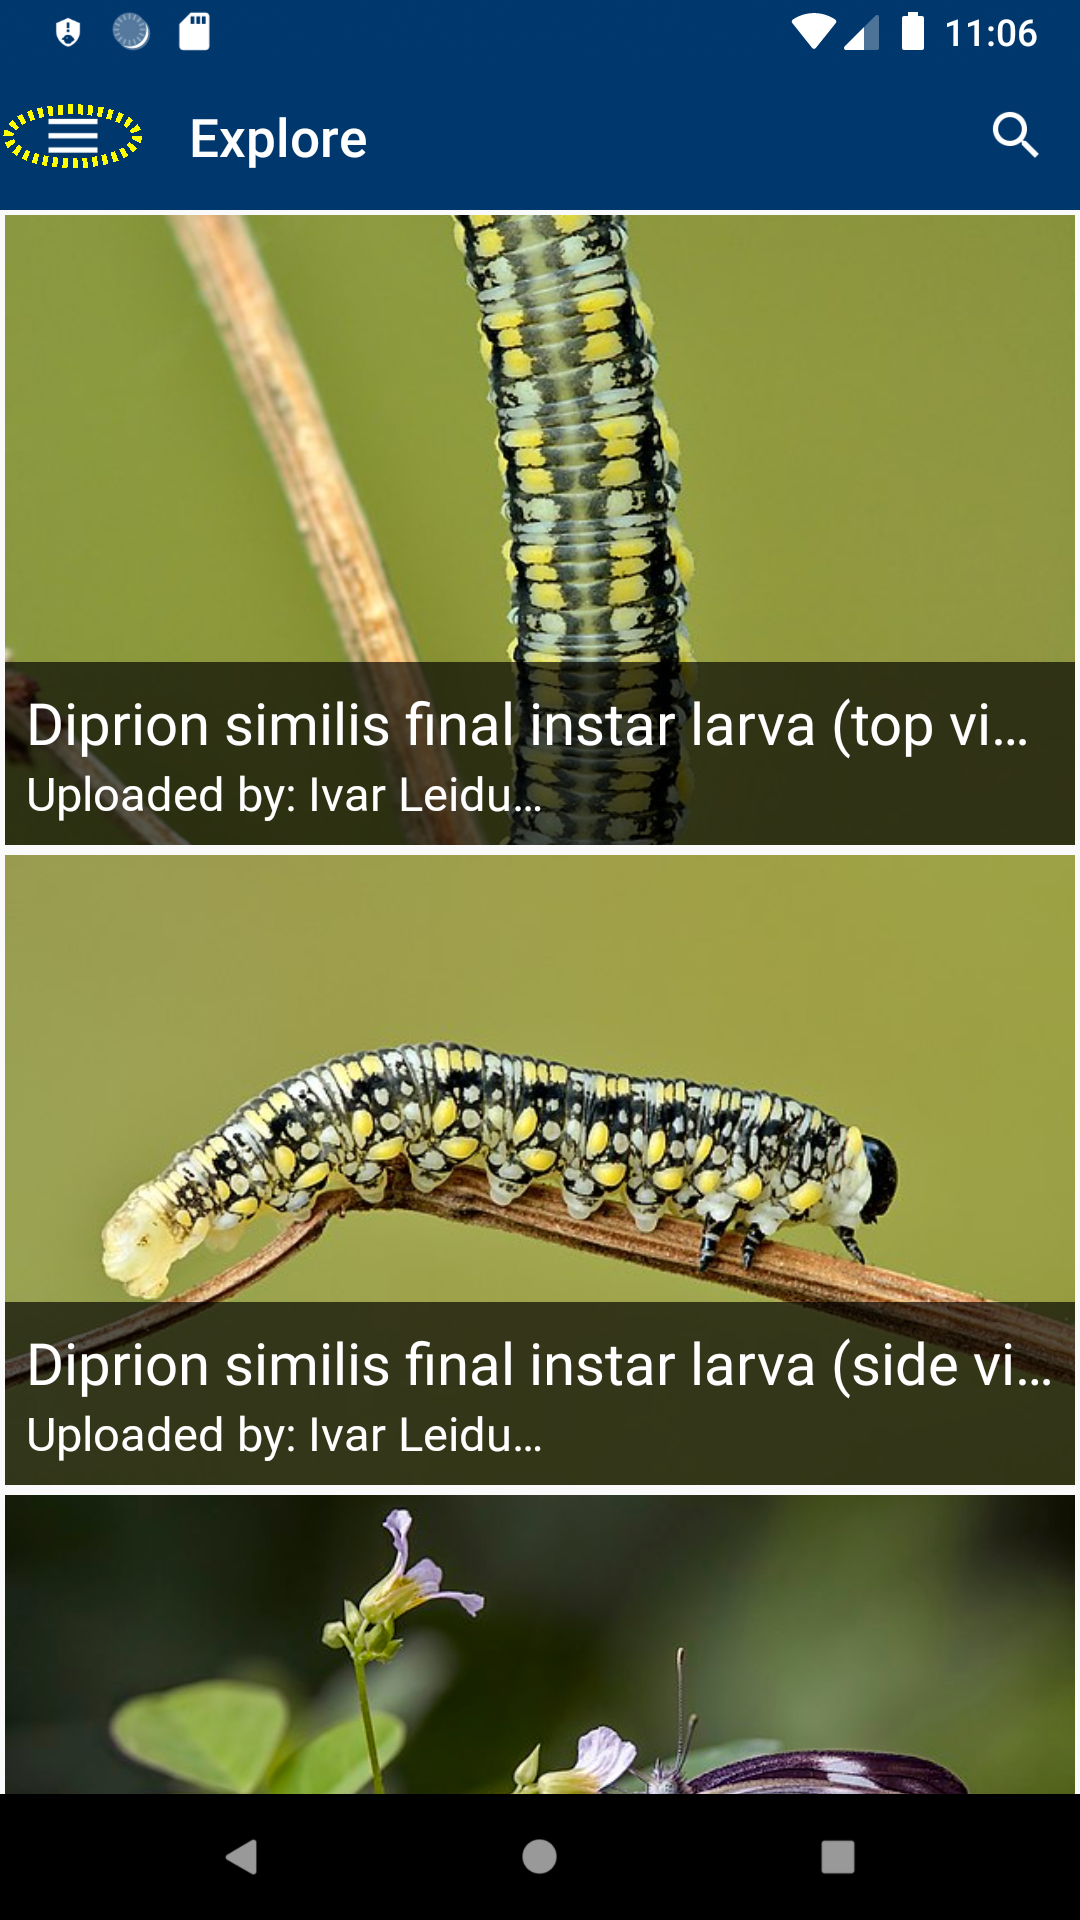 11:06
Explore
Diprion similis final instar larva (top vi...
Uploaded by: Ivar Leidu...
Diprion similis final instar larva (side vi...
Uploaded by: Ivar Leidu...